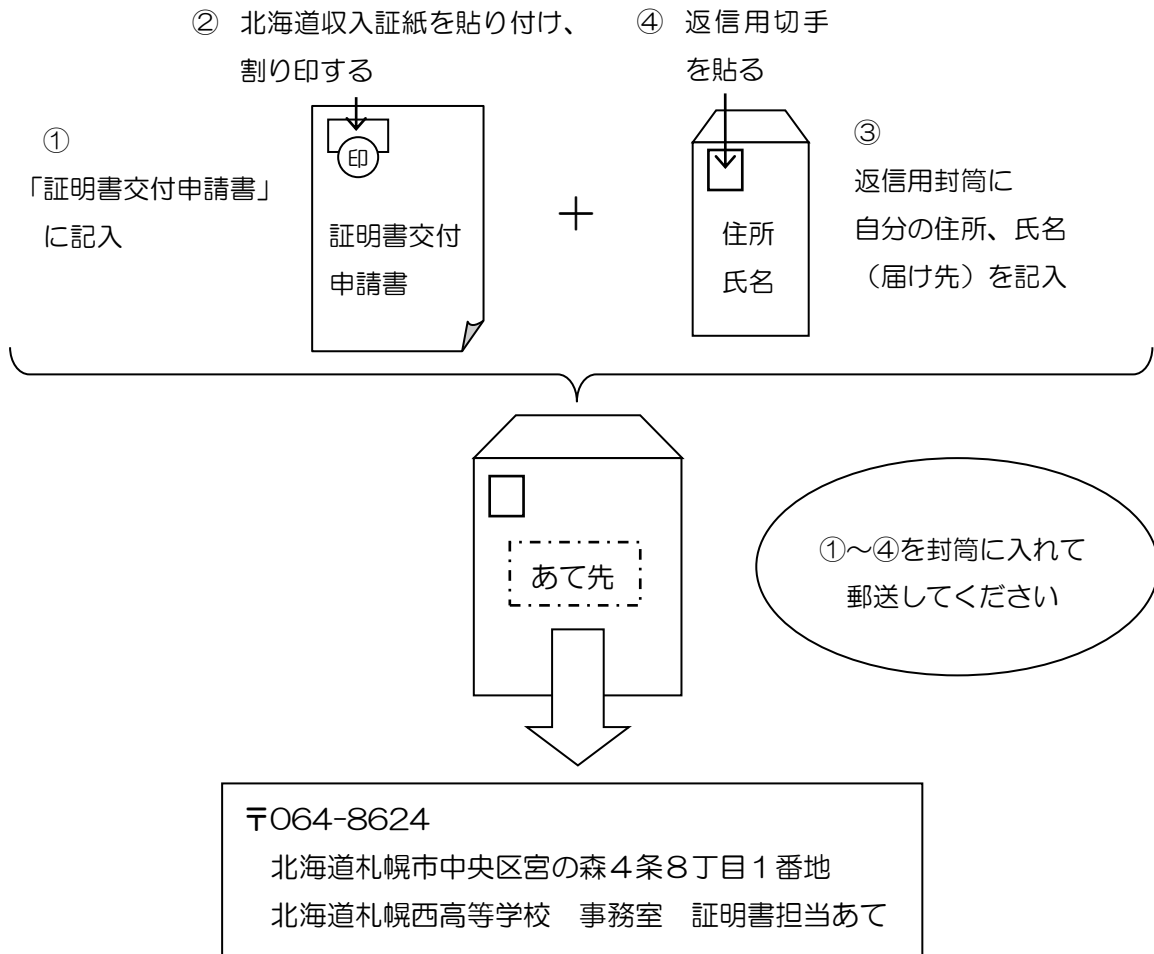 ①
「証明書交付申請書」
に記入
② 北海道収入証紙を貼り付け、
割り印する
印
証明書交付
申請書
＋
③
返信用封筒に
自分の住所、氏名
（届け先）を記入
④ 返信用切手
を貼る
住所
氏名
あて先
①～④を封筒に入れて
郵送してください
〒064-8624
北海道札幌市中央区宮の森４条８丁目１番地
北海道札幌西高等学校　事務室　証明書担当あて